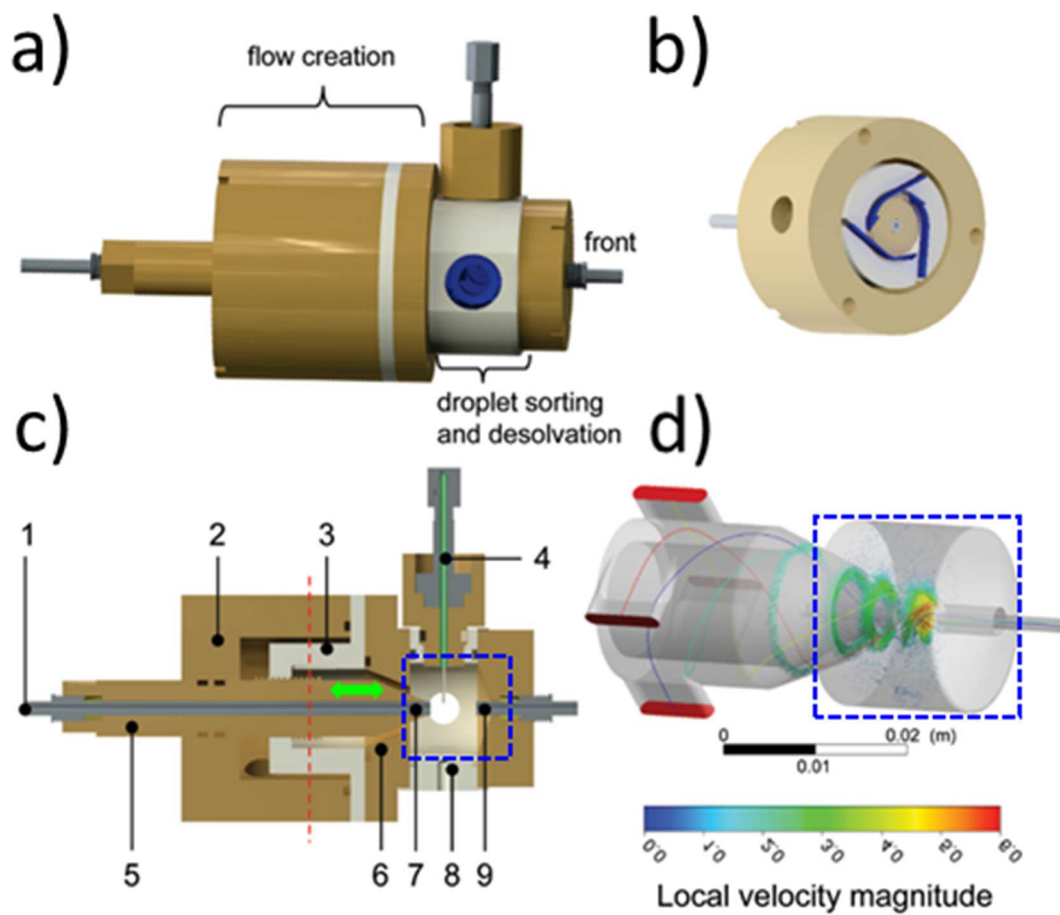 a)
flow creation
front
droplet sorting
and desolvation
b)
c)
1
2
3
4
5
6
7
8
9
d)
0
0.02 (m)
0.01
Local velocity magnitude